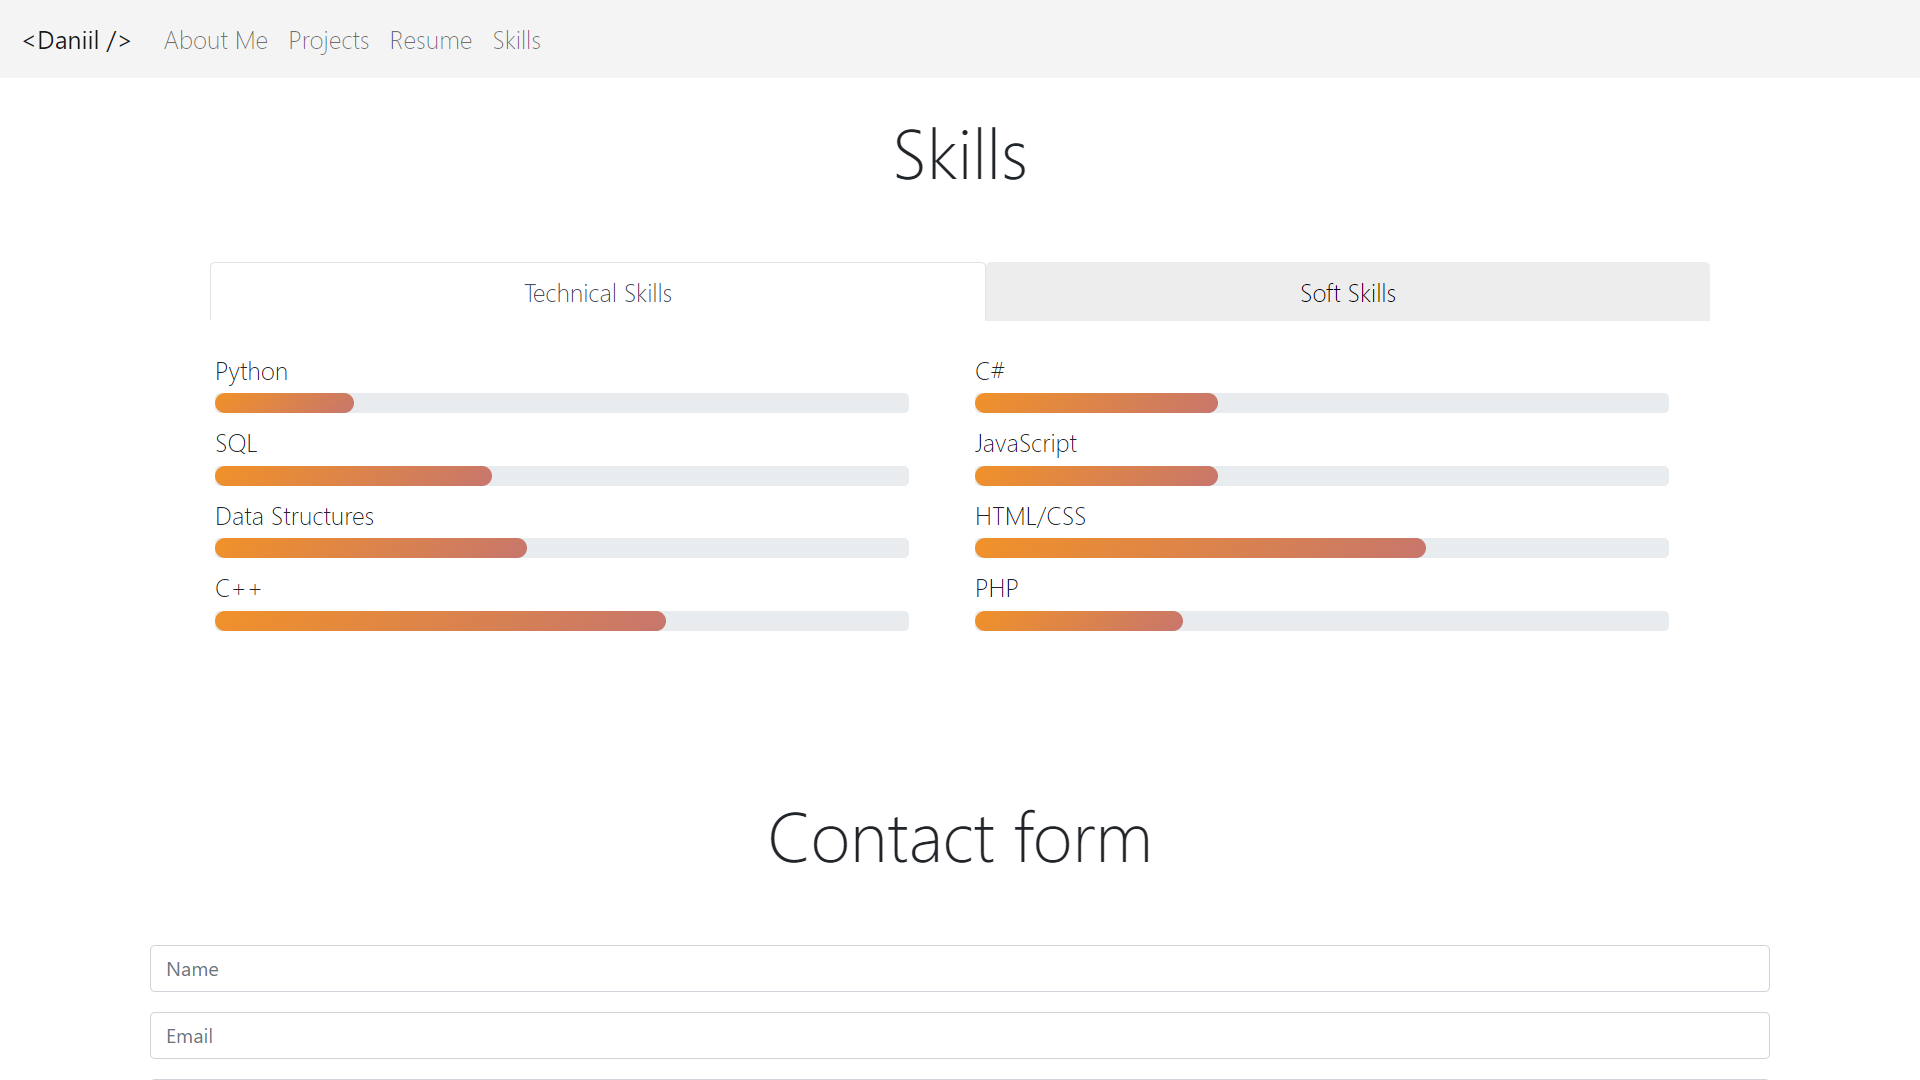 <Daniil /> About Me Projects Resume Skills
Skills
Technical Skills Soft Skills
Python C#
SQL JavaScript
Data Structures HTML/CSS
C++ PHP
Contact form
Name
Email